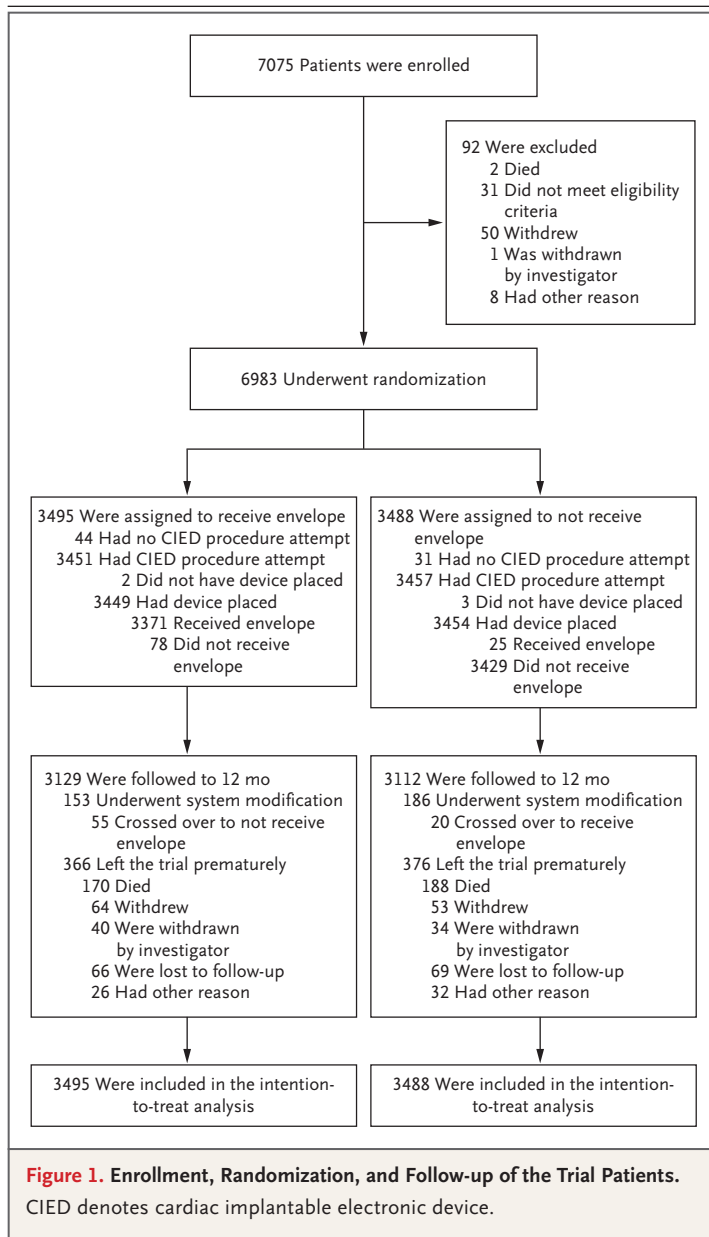 7075 Patients were enrolled
92 Were excluded
2 Died
31 Did not meet eligibility
criteria
50 Withdrew
1 Was withdrawn
by investigator
8 Had other reason
6983 Underwent randomization
3495 Were assigned to receive envelope
44 Had no CIED procedure attempt
3451 Had CIED procedure attempt
2 Did not have device placed
3449 Had device placed
3371 Received envelope
78 Did not receive
envelope
3488 Were assigned to not receive
envelope
31 Had no CIED procedure attempt
3457 Had CIED procedure attempt
3 Did not have device placed
3454 Had device placed
25 Received envelope
3429 Did not receive
envelope
3129 Were followed to 12 mo
153 Underwent system modification
55 Crossed over to not receive
envelope
366 Left the trial prematurely
170 Died
64 Withdrew
40 Were withdrawn
by investigator
66 Were lost to follow-up
26 Had other reason
3112 Were followed to 12 mo
186 Underwent system modification
20 Crossed over to receive
envelope
376 Left the trial prematurely
188 Died
53 Withdrew
34 Were withdrawn
by investigator
69 Were lost to follow-up
32 Had other reason
3495 Were included in the intention-
to-treat analysis
3488 Were included in the intention-
to-treat analysis
Figure 1. Enrollment, Randomization, and Follow-up of the Trial Patients.
CIED denotes cardiac implantable electronic device.